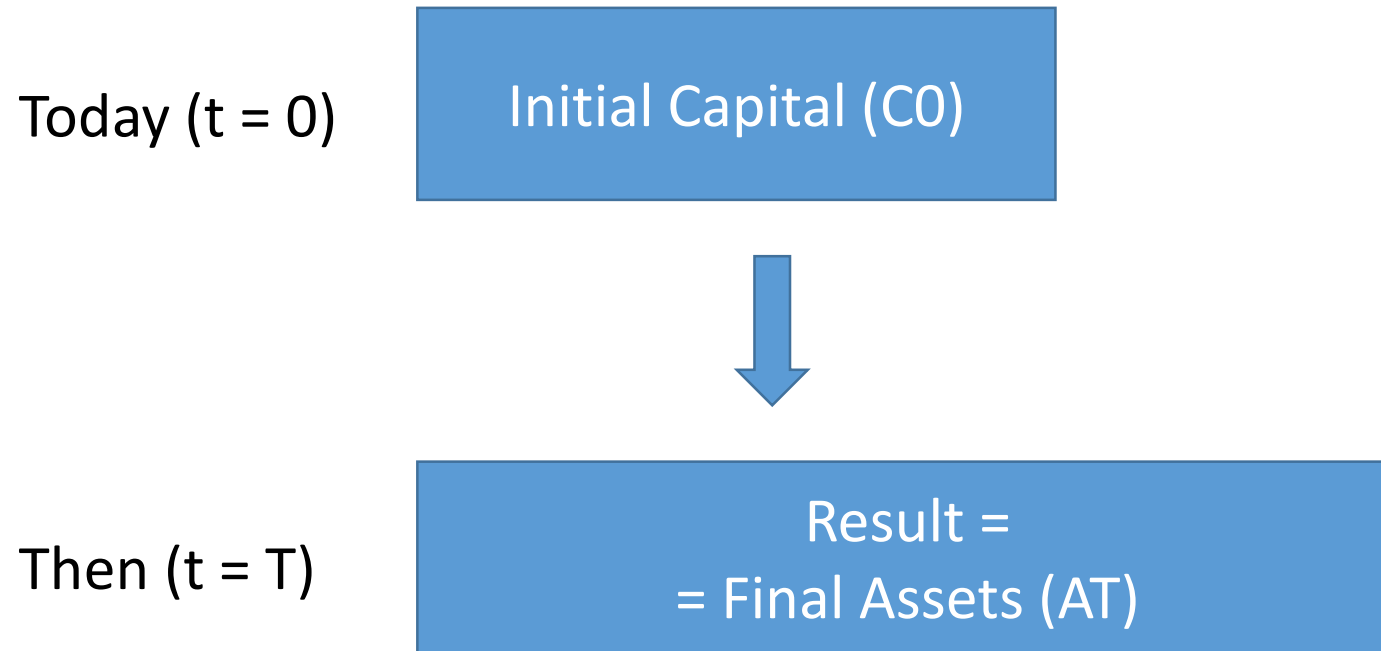 Today (t = 0)
Initial Capital (C0)
Then (t = T)
Result =
= Final Assets (AT)